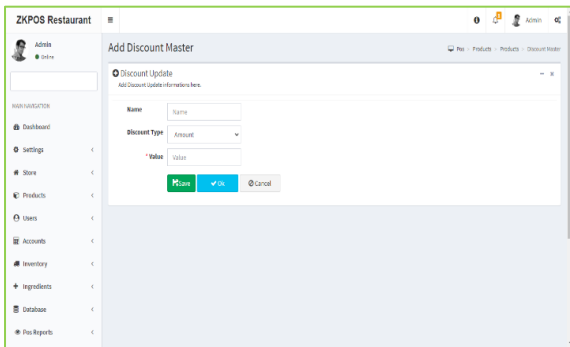 ZKPOS Restaurant
Admin
Admin
Online
MAIN NAVIGATION
Dashboard
Settings
Store
Products
Users
Accounts
Inventory
Ingredients
Database
Pos Reports
Add Discount Master
Pos > Products > Products > Discount Master
Discount Update
Add Discount Update informations here.
Name
Name
Discount Type
Amount
* Value
Value
Save
Ok
Cancel